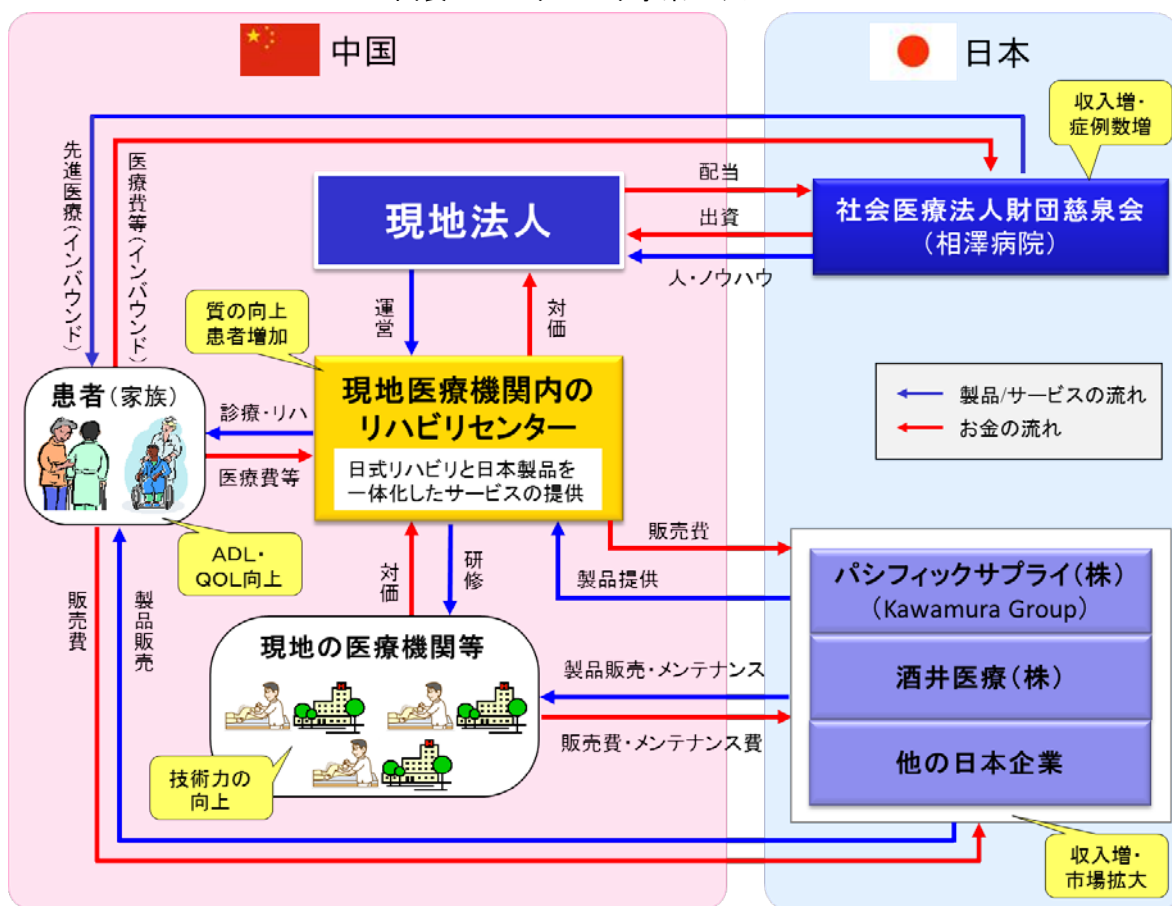 中国
日本
収入増・
症例数増
先進医療(インバウンド)
医療費等(インバウンド)
現地法人
配当
出資
人・ノウハウ
社会医療法人財団慈泉会
(相澤病院)
質の向上
患者増加
運営
対価
製品/サービスの流れ
お金の流れ
患者(家族)
診療・リハ
医療費等
現地医療機関内の
リハビリセンター
日式リハビリと日本製品を
一体化したサービスの提供
ADL・
QOL向上
販売費
製品販売
対価
研修
販売費
製品提供
パシフィックサプライ(株)
(Kawamura Group)
酒井医療(株)
他の日本企業
現地の医療機関等
製品販売・メンテナンス
販売費・メンテナンス費
技術力の
向上
収入増・
市場拡大